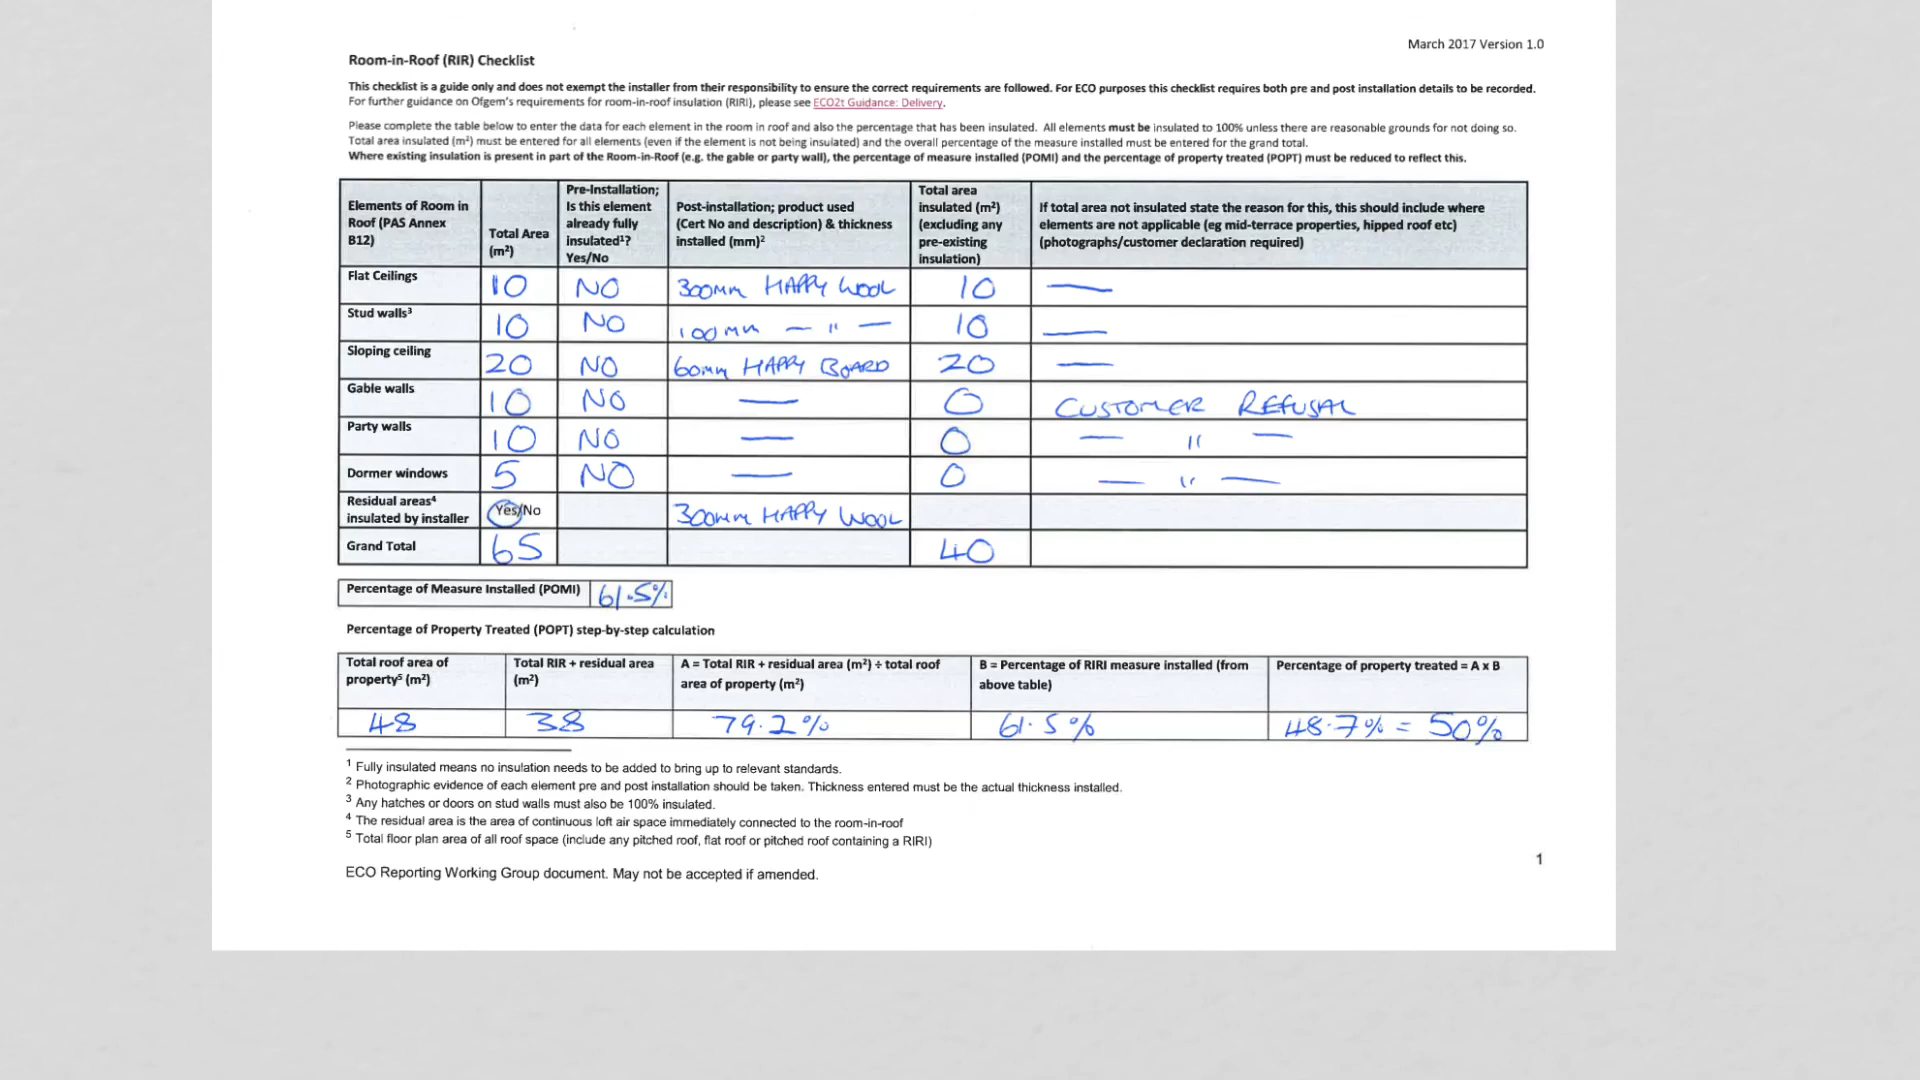 March 2017 Version 1.0
Room-in-Roof (RIR) Checklist
This checklist is a guide only and does not exempt the installer from their responsibility to ensure the correct requirements are followed. For ECO purposes this checklist requires both pre and post installation details to be recorded.
For further guidance on Ofgem's requirements for room-in-roof insulation (RIRI), please see ECO2t Guidance: Delivery.
Please complete the table below to enter the data for each element in the room in roof and also the percentage that has been insulated. All elements must be insulated to 100% unless there are reasonable grounds for not doing so.
Total area insulated (m²) must be entered for all elements (even if the element is not being insulated) and the overall percentage of the measure installed must be entered for the grand total.
Where existing insulation is present in part of the Room-in-Roof (e.g. the gable or party wall), the percentage of measure installed (POMI) and the percentage of property treated (POPT) must be reduced to reflect this.
Elements of Room in
Roof (PAS Annex
B12)
Total Area
(m²)
Pre-Installation;
Is this element
already fully
insulated¹?
Yes/No
Post-installation; product used
(Cert No and description) & thickness
installed (mm)²
Total area
insulated (m²)
(excluding any
pre-existing
insulation)
If total area not insulated state the reason for this, this should include where
elements are not applicable (eg mid-terrace properties, hipped roof etc)
(photographs/customer declaration required)
Flat Ceilings 10 NO 300mm HAPPY WOOL 10 —
Stud walls³ 10 NO 100mm — " — 10 —
Sloping ceiling 20 NO 60mm HAPPY BOARD 20 —
Gable walls 10 NO — 0 CUSTOMER REFUSAL
Party walls 10 NO — 0 — " —
Dormer windows 5 NO — 0 — " —
Residual areas⁴
insulated by installer Yes/No 300mm HAPPY WOOL
Grand Total 65 40
Percentage of Measure Installed (POMI) 61.5%
Percentage of Property Treated (POPT) step-by-step calculation
Total roof area of
property⁵ (m²)
Total RIR + residual area
(m²)
A = Total RIR + residual area (m²) ÷ total roof
area of property (m²)
B = Percentage of RIRI measure installed (from
above table)
Percentage of property treated = A x B
48 38 79.2% 61.5% 48.7% = 50%
¹ Fully insulated means no insulation needs to be added to bring up to relevant standards.
² Photographic evidence of each element pre and post installation should be taken. Thickness entered must be the actual thickness installed.
³ Any hatches or doors on stud walls must also be 100% insulated.
⁴ The residual area is the area of continuous loft air space immediately connected to the room-in-roof
⁵ Total floor plan area of all roof space (include any pitched roof, flat roof or pitched roof containing a RIRI)
1
ECO Reporting Working Group document. May not be accepted if amended.